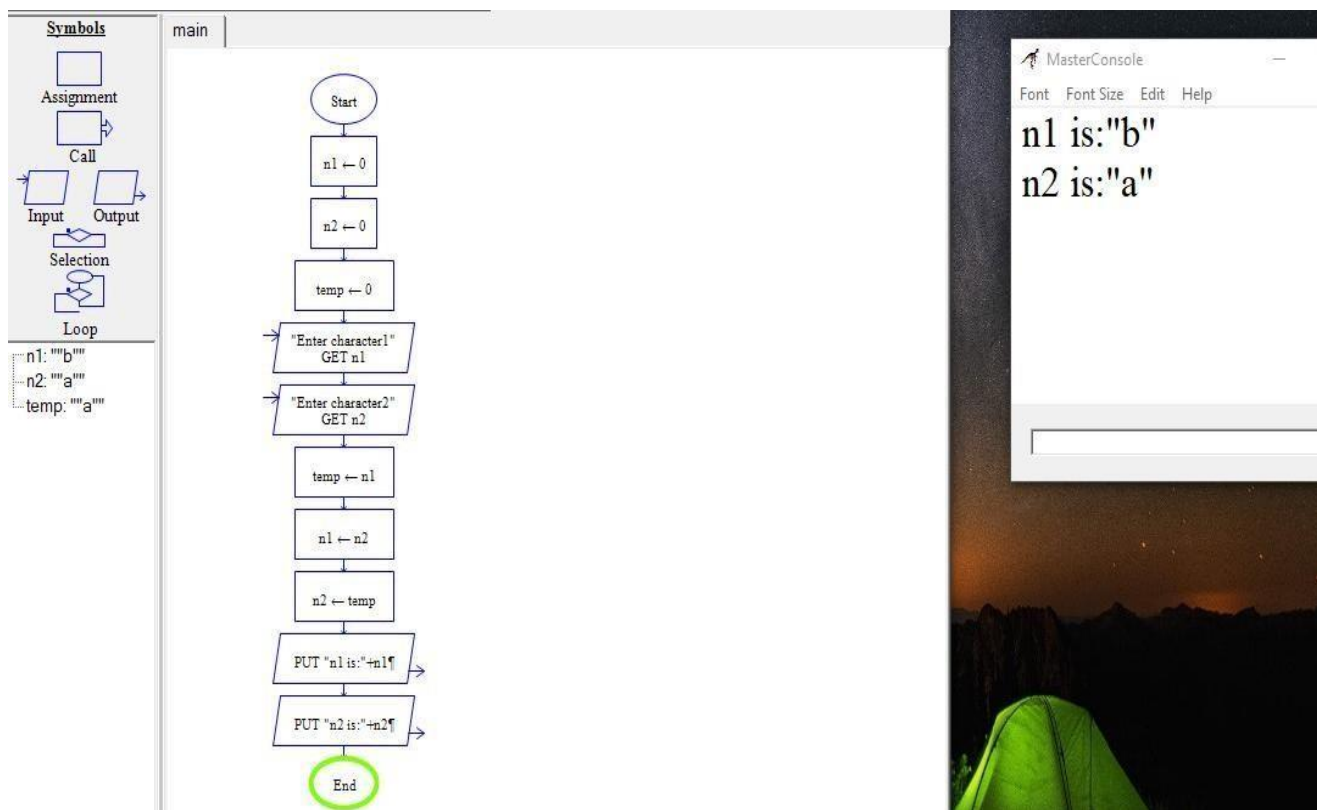 Symbols
Assignment
Call
Input Output
Selection
Loop
n1: ""b""
n2: ""a""
temp: ""a""
main
Start
n1 ← 0
n2 ← 0
temp ← 0
"Enter character1"
GET n1
"Enter character2"
GET n2
temp ← n1
n1 ← n2
n2 ← temp
PUT "n1 is:"+n1¶
PUT "n2 is:"+n2¶
End
MasterConsole
Font Font Size Edit Help
n1 is:"b"
n2 is:"a"